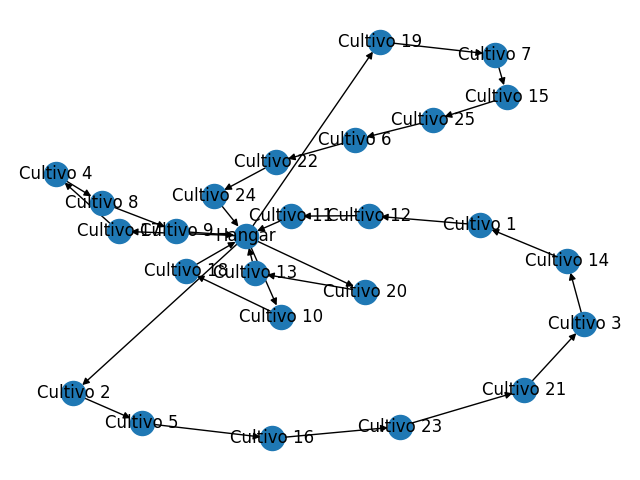 Cultivo 19
Cultivo 7
Cultivo 15
Cultivo 25
Cultivo 6
Cultivo 22
Cultivo 4
Cultivo 24
Cultivo 8
Cultivo 11
Cultivo 12
Cultivo 1
Cultivo 17
Cultivo 9
Hangar
Cultivo 14
Cultivo 18
Cultivo 13
Cultivo 20
Cultivo 10
Cultivo 3
Cultivo 2
Cultivo 21
Cultivo 5
Cultivo 16
Cultivo 23